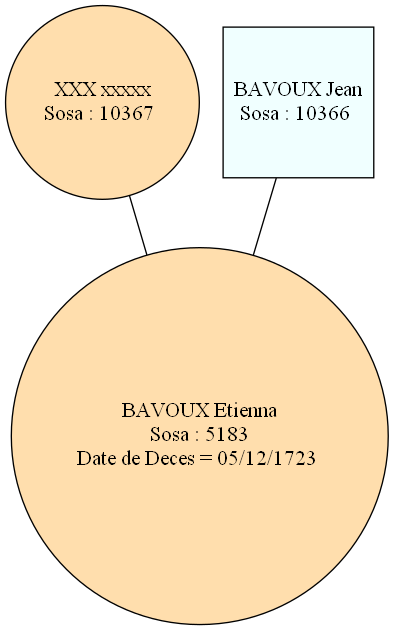 XXX xxxxx
Sosa : 10367
BAVOUX Jean
Sosa : 10366
BAVOUX Etienna
Sosa : 5183
Date de Deces = 05/12/1723